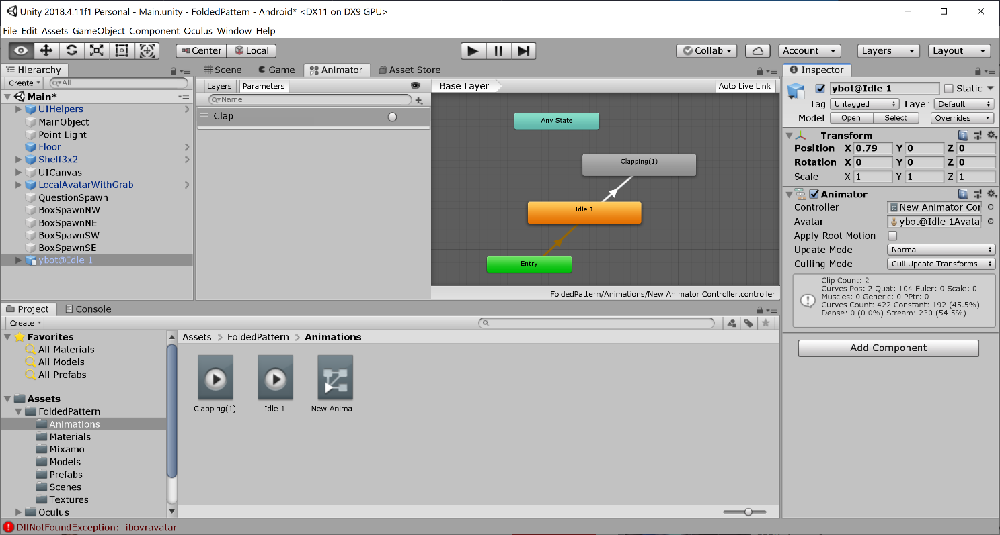 Unity 2018.4.11f1 Personal - Main.unity - FoldedPattern - Android* <DX11 on DX9 GPU>
File Edit Assets GameObject Component Oculus Window Help
Center Local Collab Account Layers Layout
Hierarchy
Create All
Main*
UIHelpers
MainObject
Point Light
Floor
Shelf3x2
UICanvas
LocalAvatarWithGrab
QuestionSpawn
BoxSpawnNW
BoxSpawnNE
BoxSpawnSW
BoxSpawnSE
ybot@Idle 1
Scene Game Animator Asset Store
Layers Parameters
Name
Clap
Base Layer Auto Live Link
Any State
Clapping(1)
Idle 1
Entry
FoldedPattern/Animations/New Animator Controller.controller
Inspector
ybot@Idle 1 Static
Tag Untagged Layer Default
Model Open Select Overrides
Transform
Position X 0.79 Y 0 Z 0
Rotation X 0 Y 0 Z 0
Scale X 1 Y 1 Z 1
Animator
Controller New Animator Cor
Avatar ybot@Idle 1Avata
Apply Root Motion
Update Mode Normal
Culling Mode Cull Update Transforms
Clip Count: 2
Curves Pos: 2 Quat: 104 Euler: 0 Scale: 0
Muscles: 0 Generic: 0 PPtr: 0
Curves Count: 422 Constant: 192 (45.5%)
Dense: 0 (0.0%) Stream: 230 (54.5%)
Add Component
Project Console
Create
Favorites
All Materials
All Models
All Prefabs
Assets
FoldedPattern
Animations
Materials
Mixamo
Models
Prefabs
Scenes
Textures
Oculus
Assets FoldedPattern Animations
Clapping(1) Idle 1 New Anima...
DllNotFoundException: libovravatar